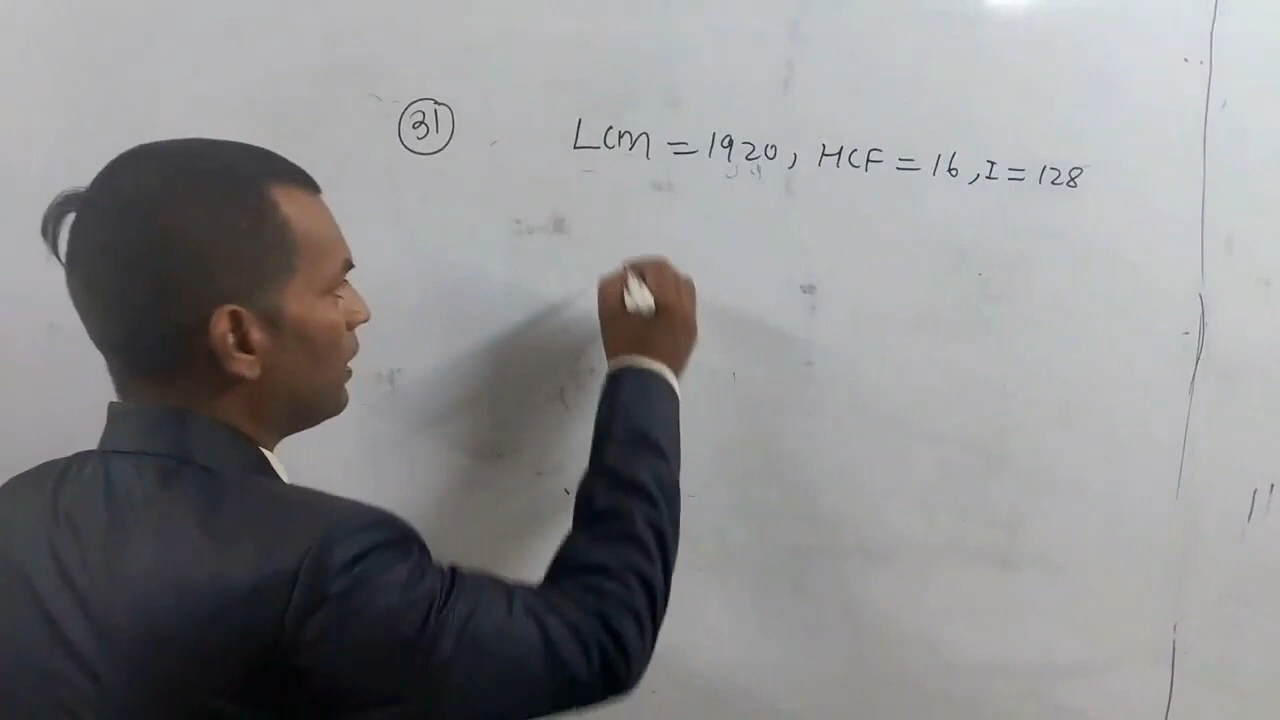 31 LCM = 1920, HCF = 16, I = 128